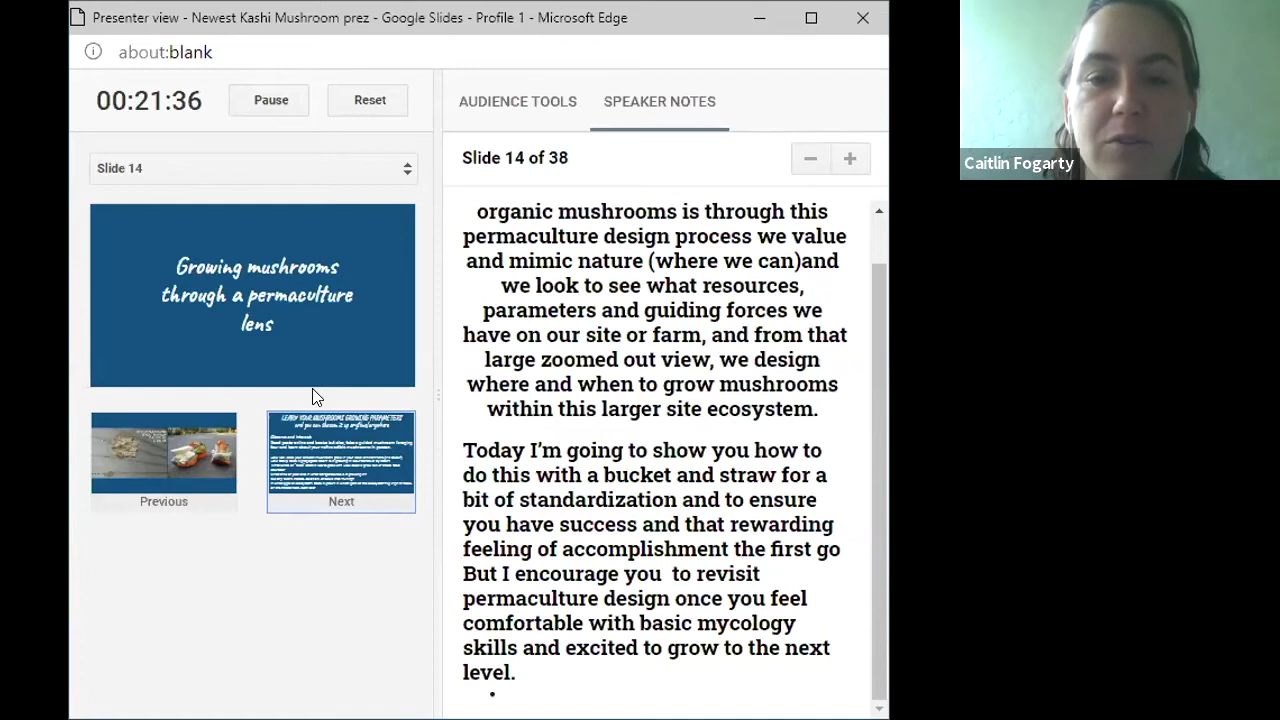 Presenter view - Newest Kashi Mushroom prez - Google Slides - Profile 1 - Microsoft Edge
about:blank
00:21:36
Pause
Reset
Slide 14
Growing mushrooms
through a permaculture
lens
LEARN YOUR MUSHROOMS GROWING PARAMETERS
Previous
Next
AUDIENCE TOOLS
SPEAKER NOTES
Slide 14 of 38
organic mushrooms is through this
permaculture design process we value
and mimic nature (where we can)and
we look to see what resources,
parameters and guiding forces we
have on our site or farm, and from that
large zoomed out view, we design
where and when to grow mushrooms
within this larger site ecosystem.
Today I’m going to show you how to
do this with a bucket and straw for a
bit of standardization and to ensure
you have success and that rewarding
feeling of accomplishment the first go
But I encourage you  to revisit
permaculture design once you feel
comfortable with basic mycology
skills and excited to grow to the next
level.
Caitlin Fogarty